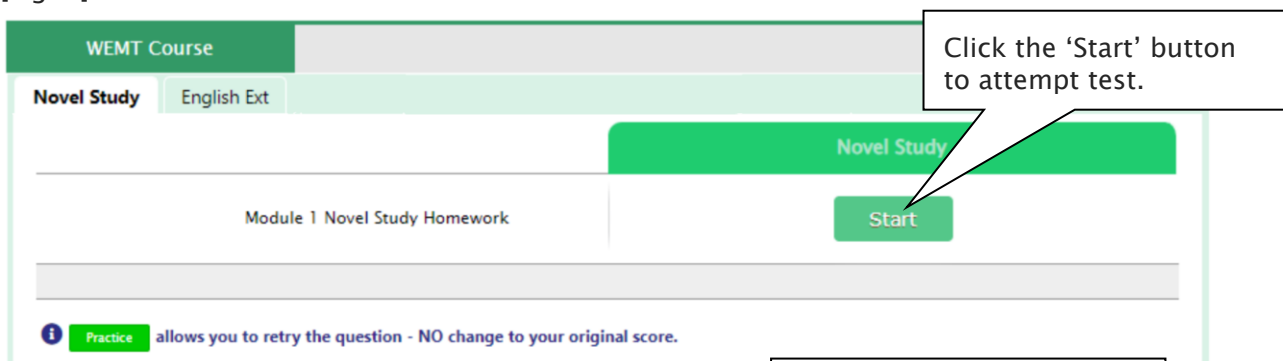 WEMT Course
Click the ‘Start’ button
to attempt test.
Novel Study English Ext
Novel Study
Module 1 Novel Study Homework Start
Practice allows you to retry the question - NO change to your original score.